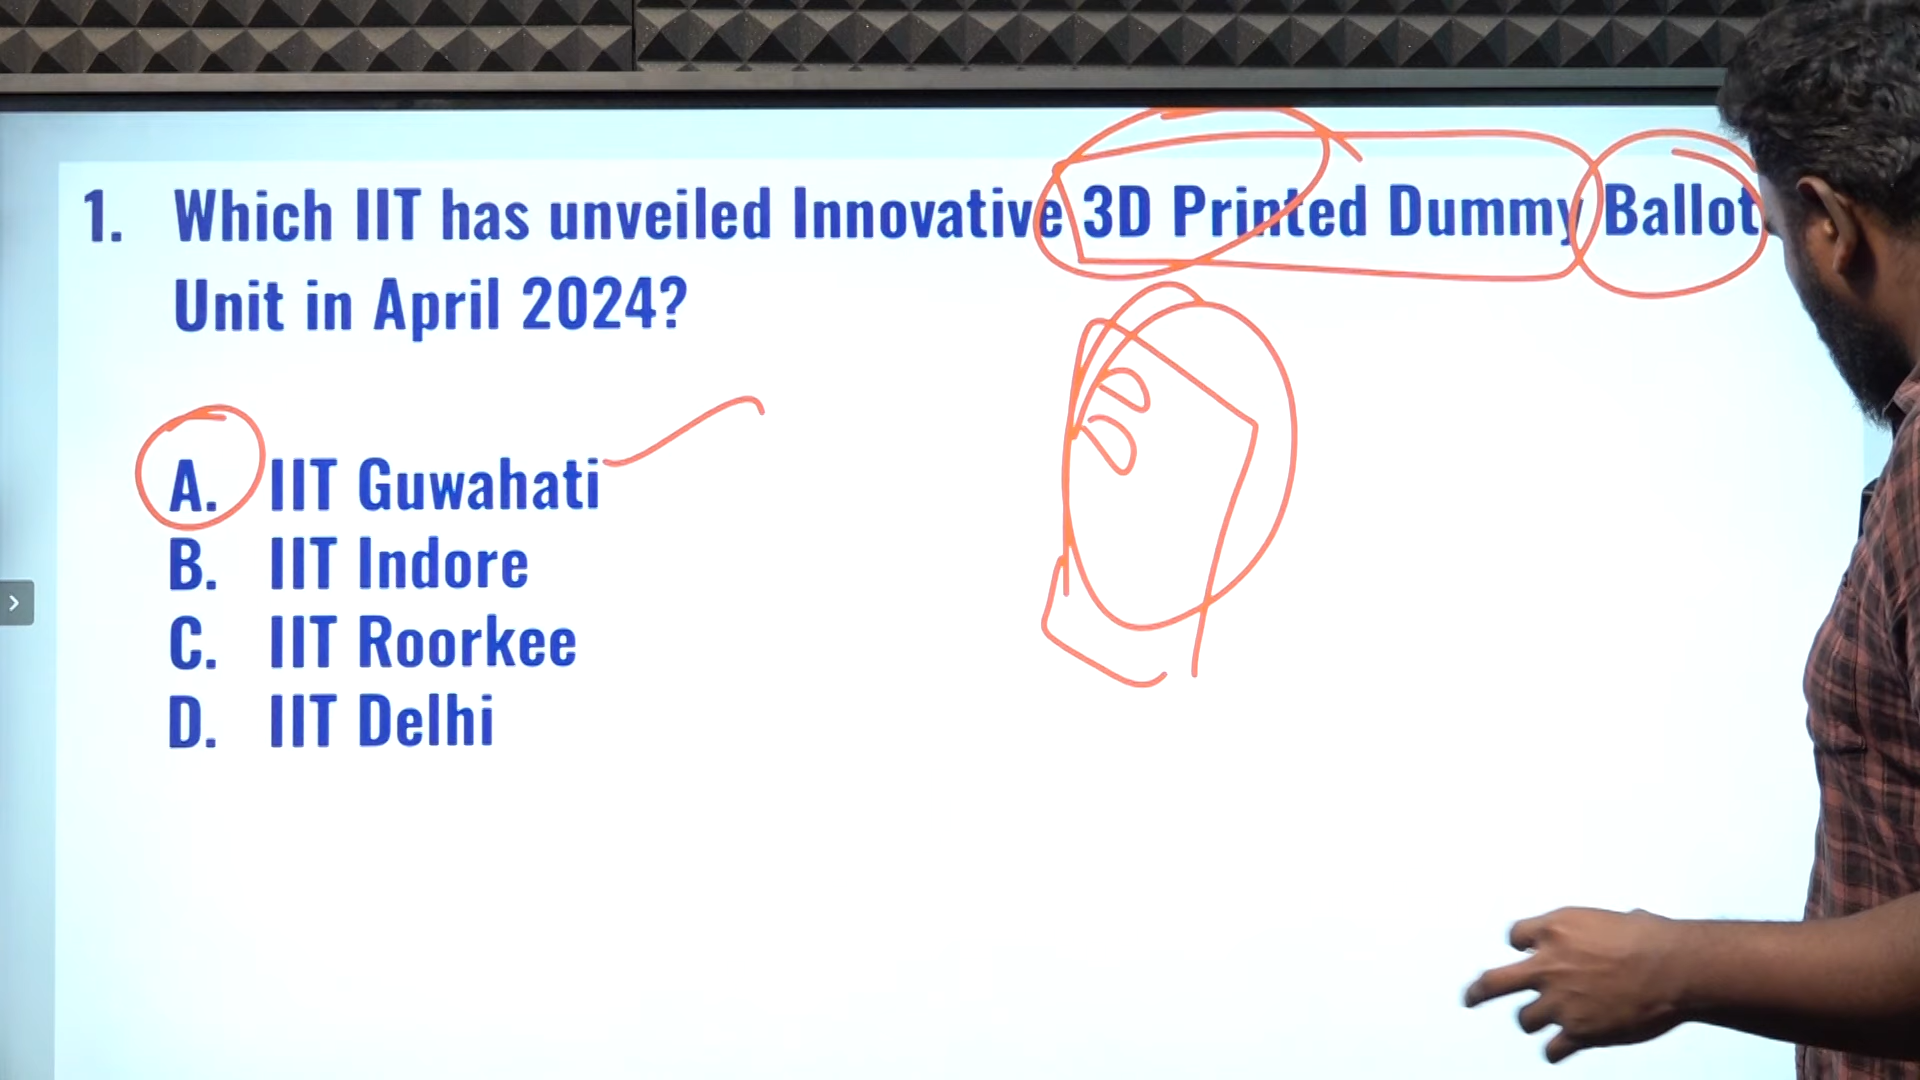 1. Which IIT has unveiled Innovative 3D Printed Dummy Ballot
Unit in April 2024?
A. IIT Guwahati
B. IIT Indore
C. IIT Roorkee
D. IIT Delhi